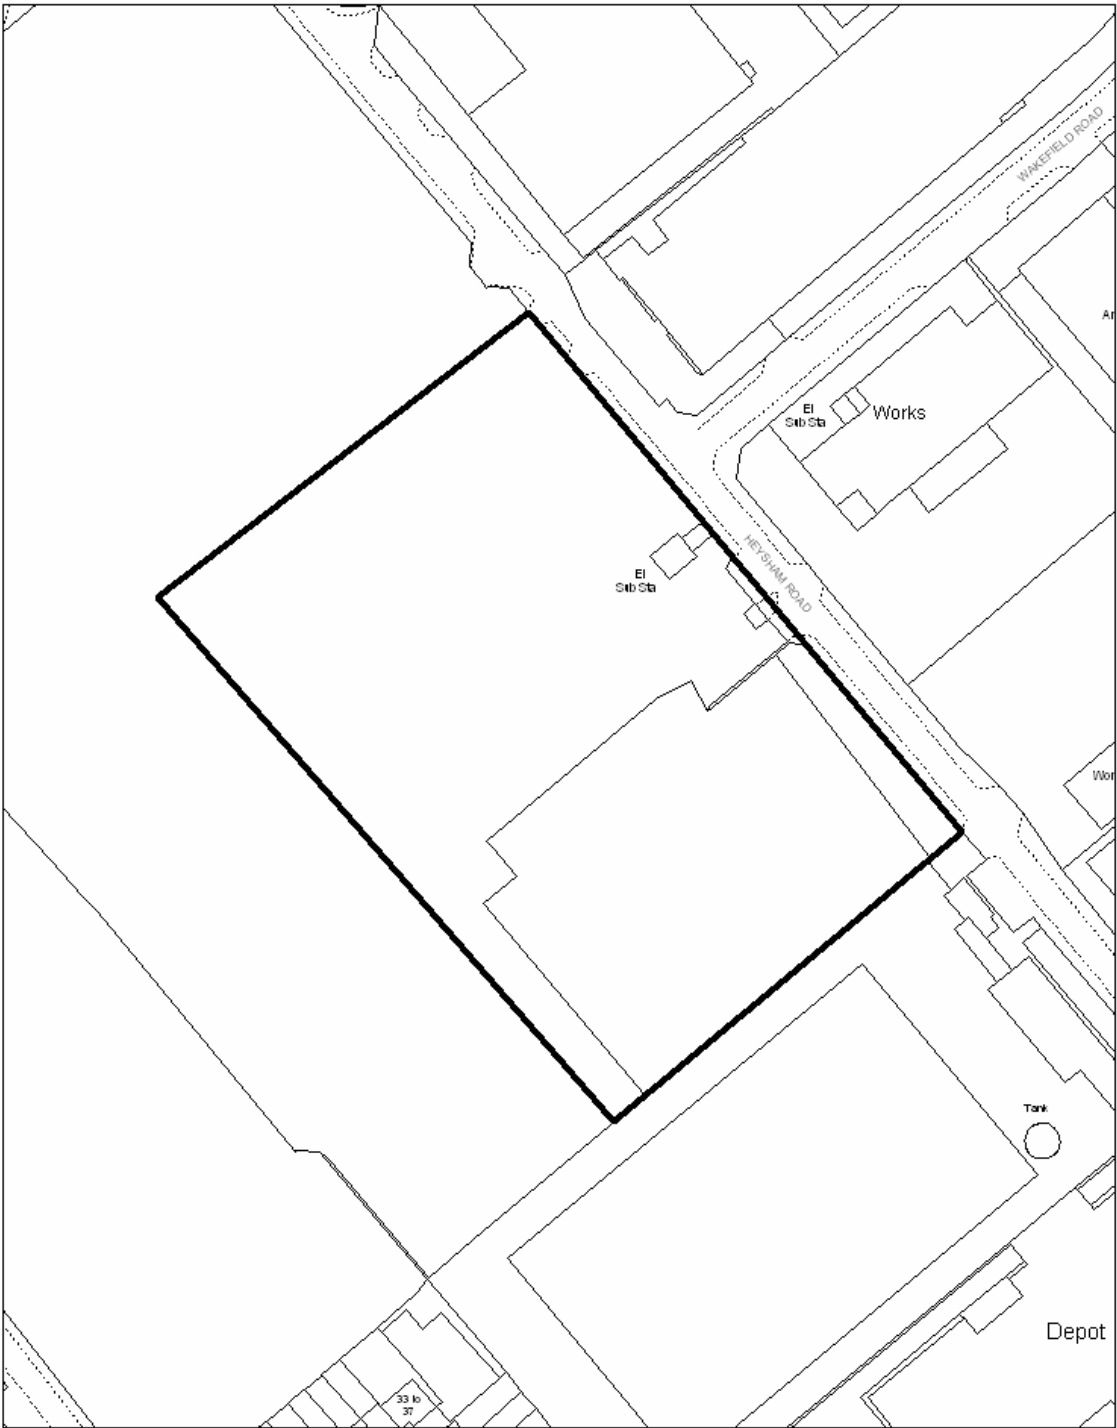 WAKEFIELD ROAD
El
Sub Sta
Works
HEYSHAM ROAD
El
Sub Sta
Tank
Depot
33 to
37